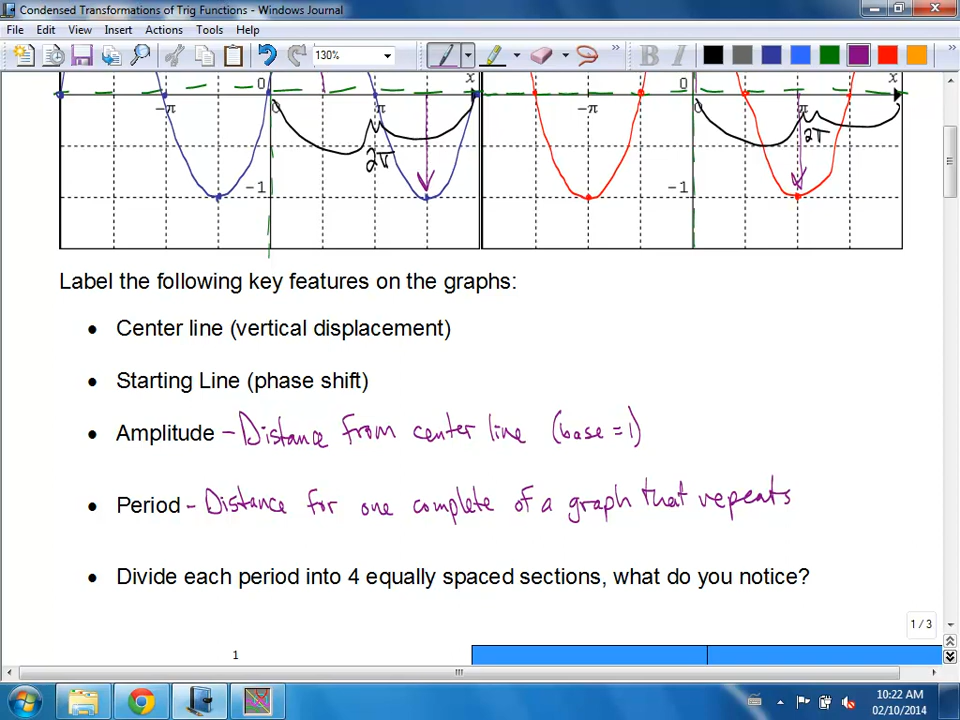 Condensed Transformations of Trig Functions - Windows Journal
File Edit View Insert Actions Tools Help
130%
B I
0 x 0 x
-π 0 π -π 0 π
2π 2π
-1 -1
Label the following key features on the graphs:
• Center line (vertical displacement)
• Starting Line (phase shift)
• Amplitude - Distance from center line (base = 1)
• Period - Distance for one complete of a graph that repeats
• Divide each period into 4 equally spaced sections, what do you notice?
1 / 3
1
10:22 AM
02/10/2014